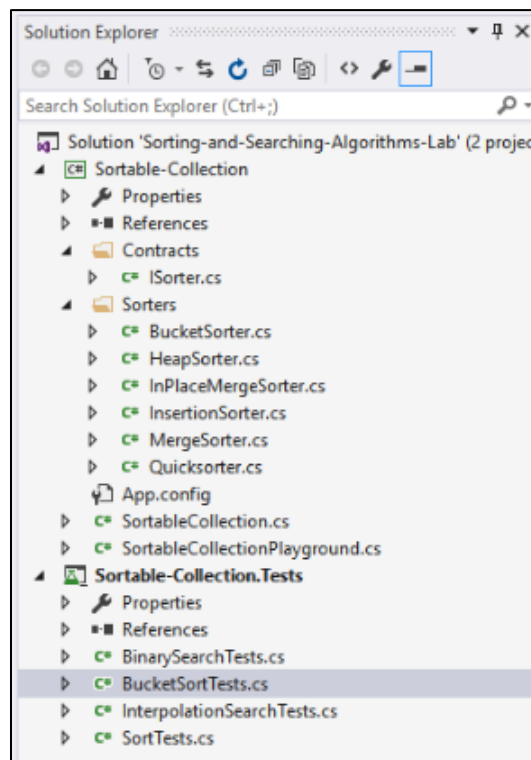 Solution Explorer
Search Solution Explorer (Ctrl+;)
Solution 'Sorting-and-Searching-Algorithms-Lab' (2 projec
C# Sortable-Collection
Properties
References
Contracts
C# ISorter.cs
Sorters
C# BucketSorter.cs
C# HeapSorter.cs
C# InPlaceMergeSorter.cs
C# InsertionSorter.cs
C# MergeSorter.cs
C# Quicksorter.cs
App.config
C# SortableCollection.cs
C# SortableCollectionPlayground.cs
Sortable-Collection.Tests
Properties
References
C# BinarySearchTests.cs
C# BucketSortTests.cs
C# InterpolationSearchTests.cs
C# SortTests.cs